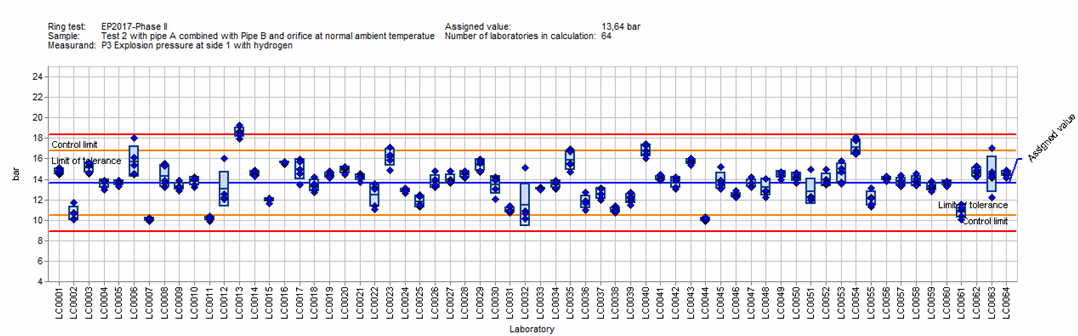 Ring test: EP2017-Phase II Assigned value: 13,64 bar
Sample: Test 2 with pipe A combined with Pipe B and orifice at normal ambient temperatue Number of laboratories in calculation: 64
Measurand: P3 Explosion pressure at side 1 with hydrogen
24
22
20
18
Control limit
16
Limit of tolerance
Assigned value
bar
14
12
Limit of tolerance
10
Control limit
8
6
4
LC0001 LC0002 LC0003 LC0004 LC0005 LC0006 LC0007 LC0008 LC0009 LC0010 LC0011 LC0012 LC0013 LC0014 LC0015 LC0016 LC0017 LC0018 LC0019 LC0020 LC0021 LC0022 LC0023 LC0024 LC0025 LC0026 LC0027 LC0028 LC0029 LC0030 LC0031 LC0032 LC0033 LC0034 LC0035 LC0036 LC0037 LC0038 LC0039 LC0040 LC0041 LC0042 LC0043 LC0044 LC0045 LC0046 LC0047 LC0048 LC0049 LC0050 LC0051 LC0052 LC0053 LC0054 LC0055 LC0056 LC0057 LC0058 LC0059 LC0060 LC0061 LC0062 LC0063 LC0064
Laboratory